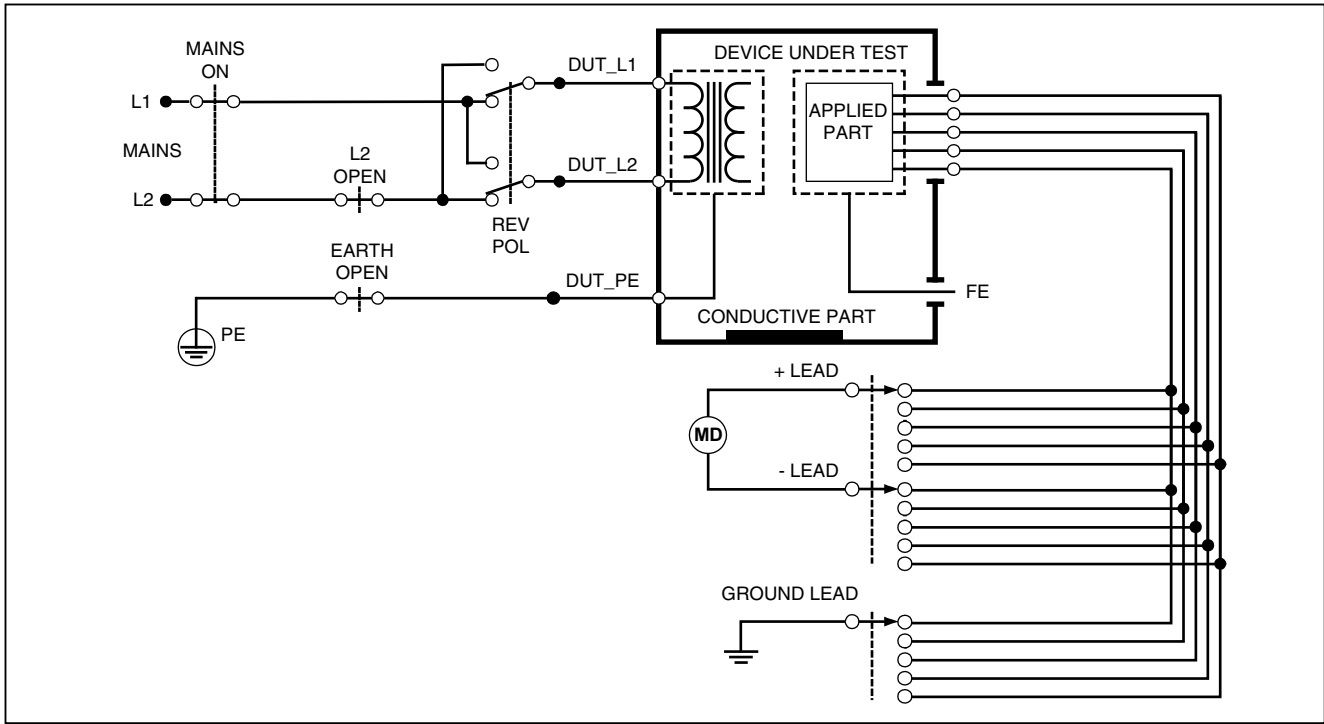 MAINS
ON
L1
MAINS
L2
L2
OPEN
EARTH
OPEN
PE
REV
POL
DUT_L1
DUT_L2
DUT_PE
DEVICE UNDER TEST
APPLIED
PART
FE
CONDUCTIVE PART
+ LEAD
MD
- LEAD
GROUND LEAD